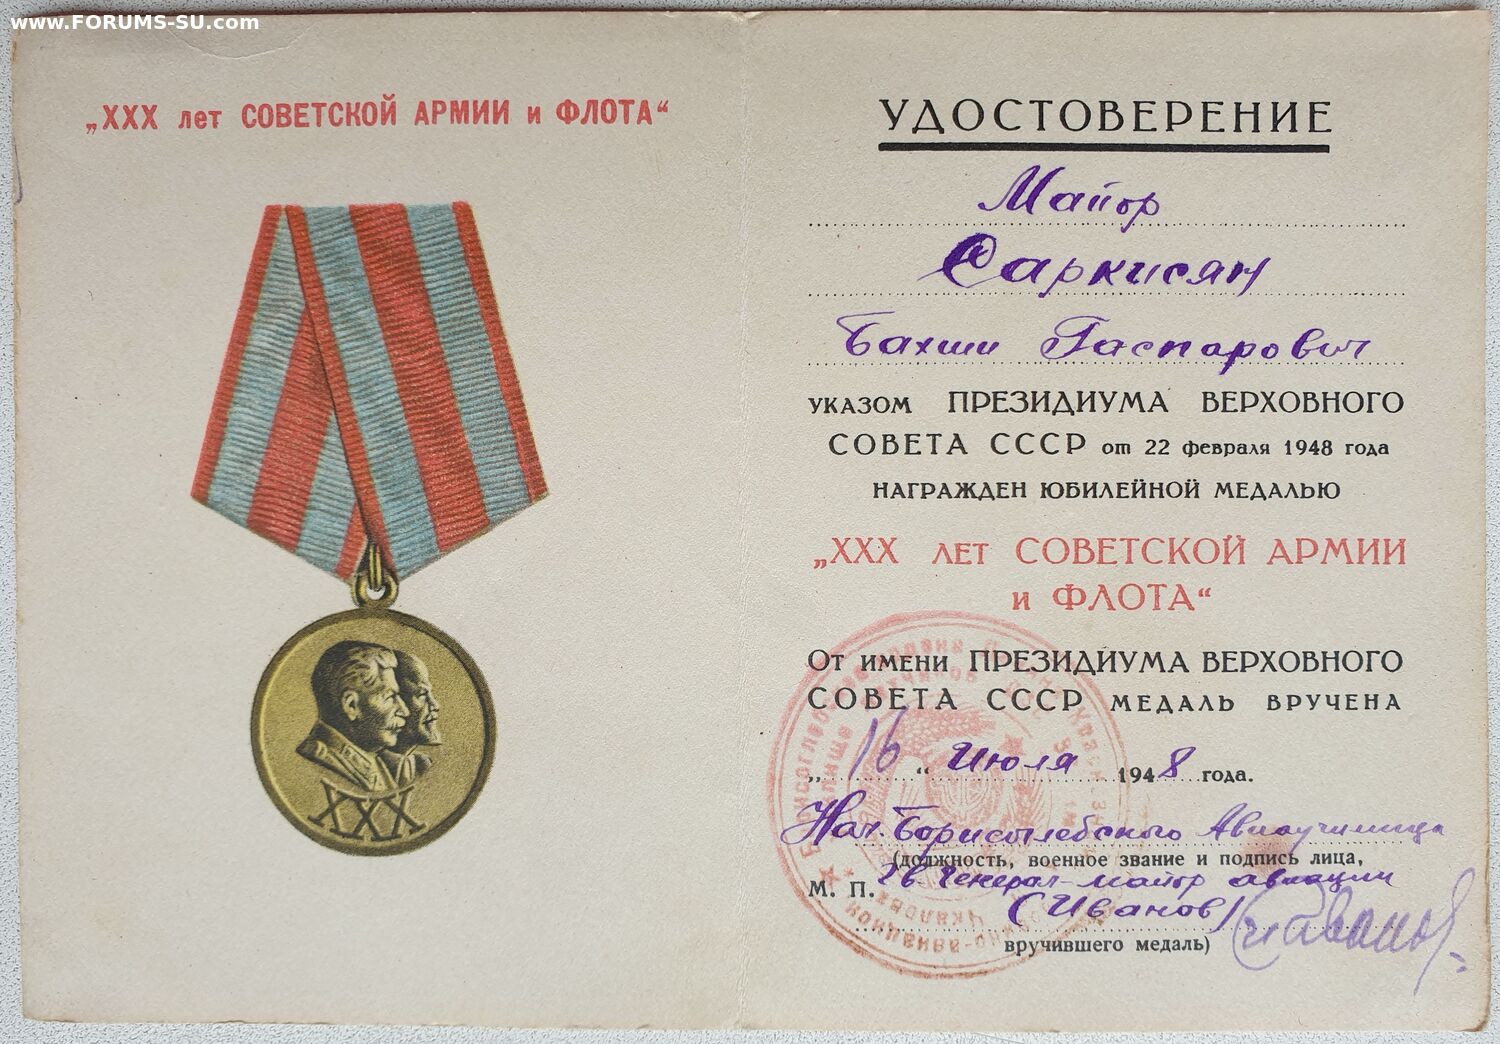 www.FORUMS-SU.com
„XXX лет СОВЕТСКОЙ АРМИИ и ФЛОТА“
XXX
УДОСТОВЕРЕНИЕ
Майор
Саркисян
Бахши Гаспарович
УКАЗОМ ПРЕЗИДИУМА ВЕРХОВНОГО
СОВЕТА СССР от 22 февраля 1948 года
НАГРАЖДЕН ЮБИЛЕЙНОЙ МЕДАЛЬЮ
„XXX ЛЕТ СОВЕТСКОЙ АРМИИ
и ФЛОТА“
От имени ПРЕЗИДИУМА ВЕРХОВНОГО
СОВЕТА СССР МЕДАЛЬ ВРУЧЕНА
„16“ Июля 1948 года.
Нач. Борисоглебского Авиаучилища
(должность, военное звание и подпись лица,
М. П. Гв. Генерал-майор авиации
(Иванов)
вручившего медаль)